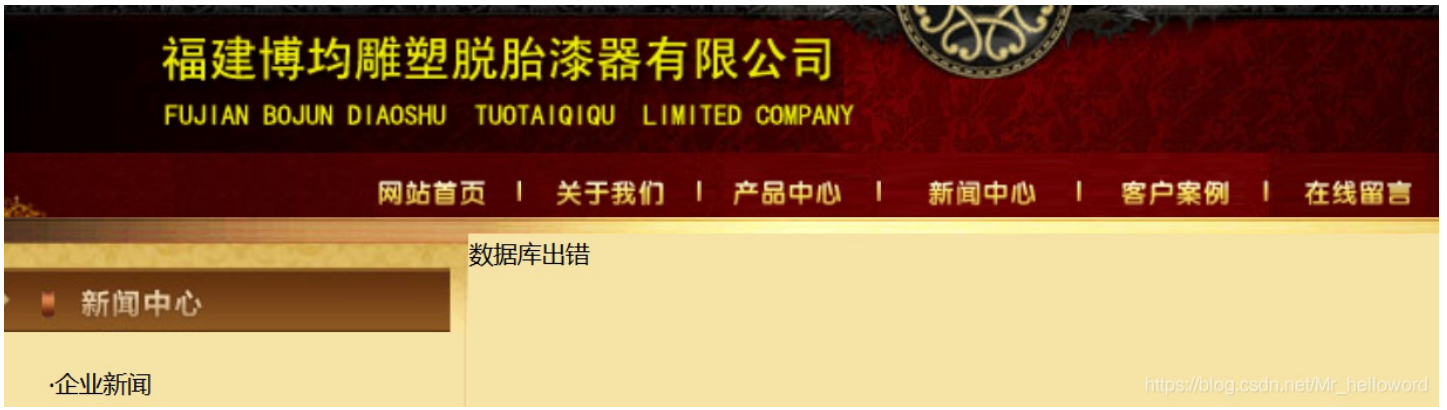 福建博均雕塑脱胎漆器有限公司
FUJIAN BOJUN DIAOSHU TUOTAIQIQU LIMITED COMPANY
网站首页 | 关于我们 | 产品中心 | 新闻中心 | 客户案例 | 在线留言
数据库出错
新闻中心
·企业新闻
https://blog.csdn.net/Mr_helloword